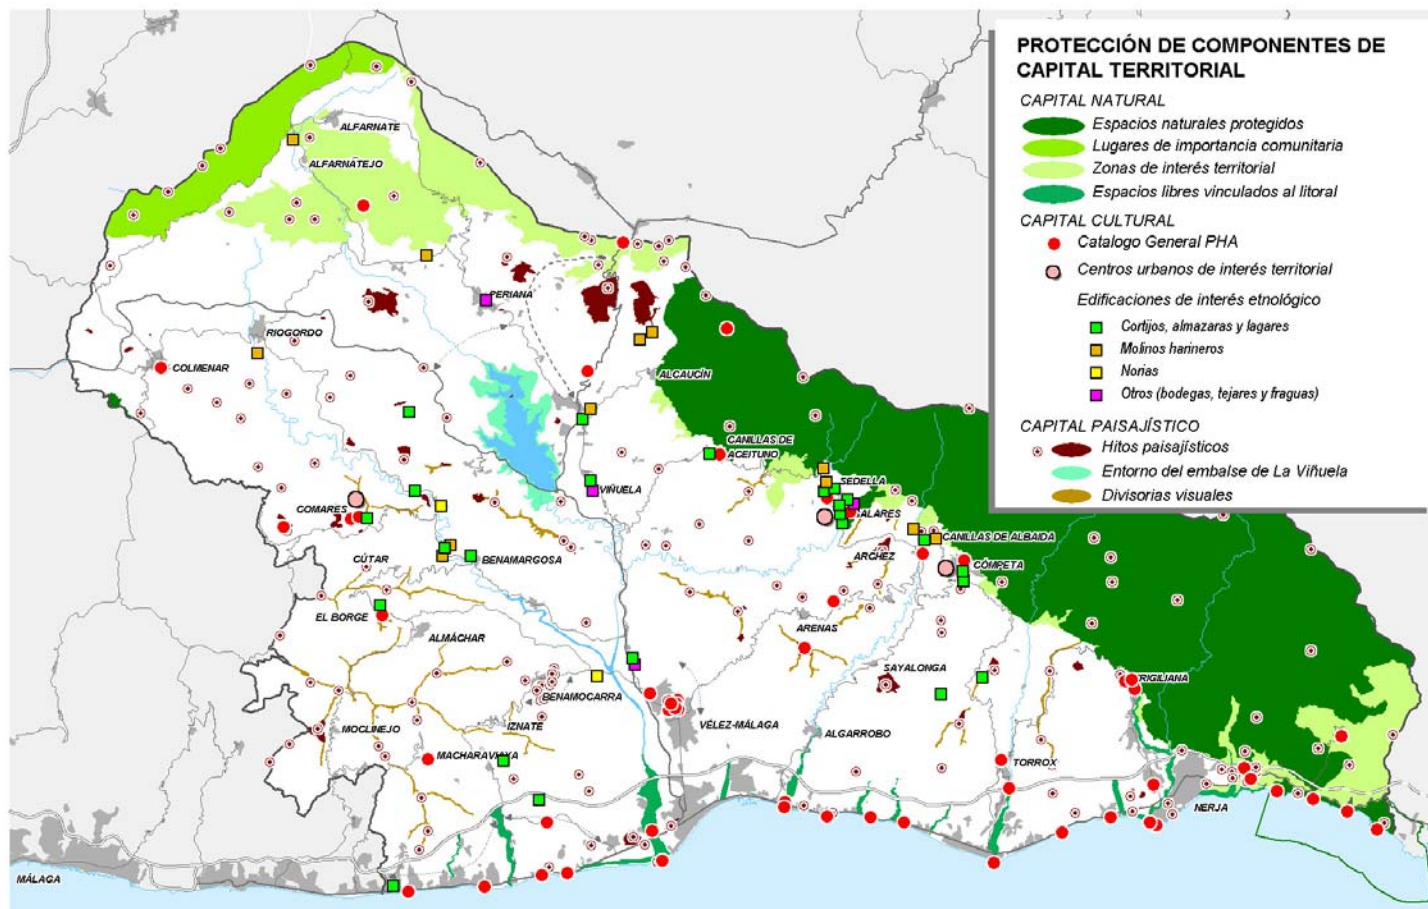 PROTECCIÓN DE COMPONENTES DE
CAPITAL TERRITORIAL
CAPITAL NATURAL
Espacios naturales protegidos
Lugares de importancia comunitaria
Zonas de interés territorial
Espacios libres vinculados al litoral
CAPITAL CULTURAL
Catalogo General PHA
Centros urbanos de interés territorial
Edificaciones de interés etnológico
Cortijos, almazaras y lagares
Molinos harineros
Norias
Otro (bodegas, tejares y fraguas)
CAPITAL PAISAJÍSTICO
Hitos paisajísticos
Entorno del embalse de La Viñuela
Divisorias visuales
ALFARNATE
ALFARNATEJO
PERIANA
RIOGORDO
COLMENAR
ALCAUCÍN
CANILLAS DE
ACEITUNO
SEDELLA
VIÑUELA
COMARES
SALARES
CANILLAS DE ALBAIDA
CÚTAR
BENAMARGOSA
ARCHEZ
CÓMPETA
EL BORGE
ALMÁCHAR
ARENAS
SAYALONGA
FRIGILIANA
BENAMOCARRA
MOCLINEJO
IZNATE
VÉLEZ-MÁLAGA
ALGARROBO
MACHARAVIAYA
TORROX
NERJA
MÁLAGA